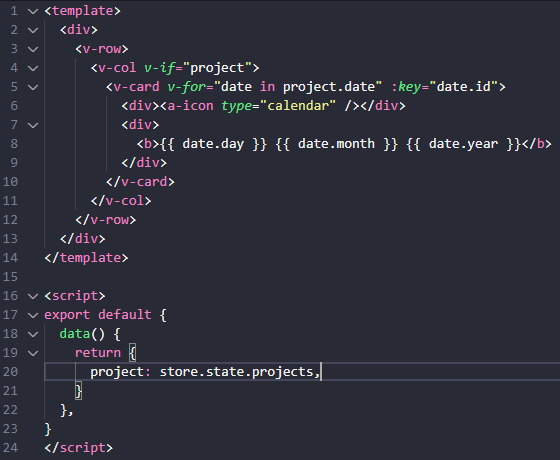 1 <template>
2   <div>
3     <v-row>
4       <v-col v-if="project">
5         <v-card v-for="date in project.date" :key="date.id">
6           <div><a-icon type="calendar" /></div>
7           <div>
8             <b>{{ date.day }} {{ date.month }} {{ date.year }}</b>
9           </div>
10         </v-card>
11       </v-col>
12     </v-row>
13   </div>
14 </template>
15
16 <script>
17 export default {
18   data() {
19     return {
20       project: store.state.projects,
21     }
22   },
23 }
24 </script>